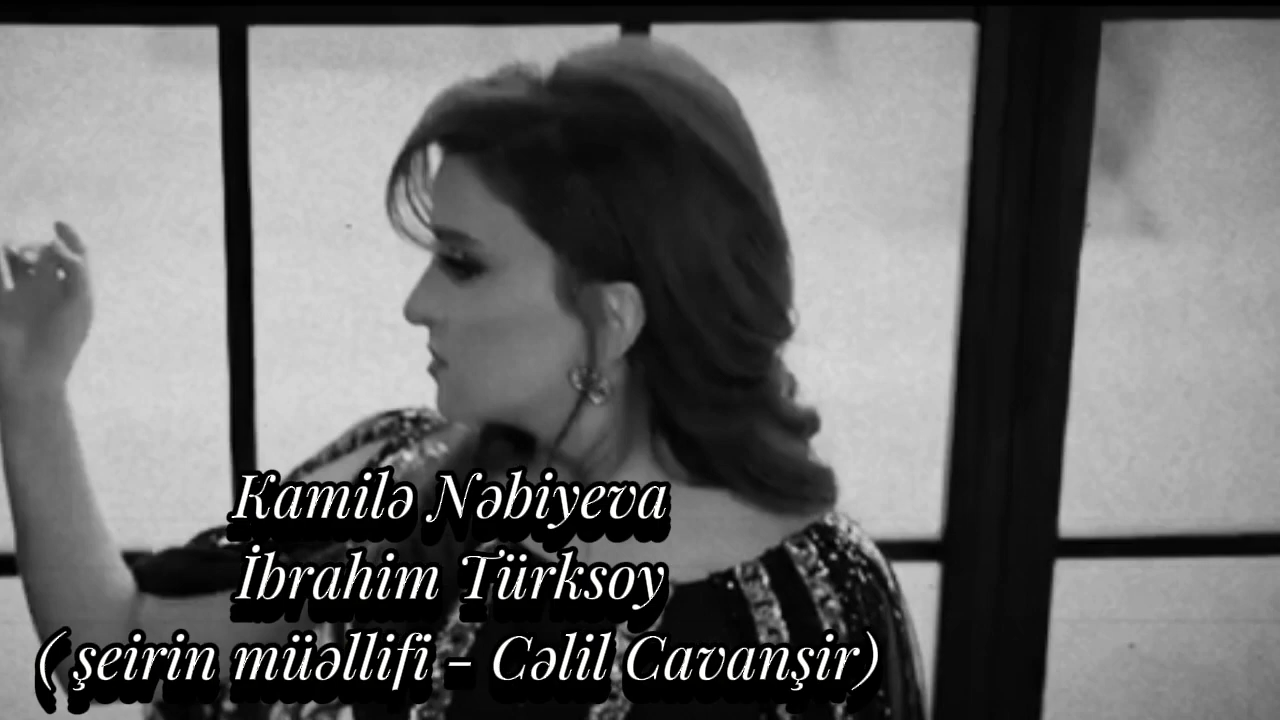 Kamilə Nəbiyeva
İbrahim Türksoy
( şeirin müəllifi - Cəlil Cavanşir)